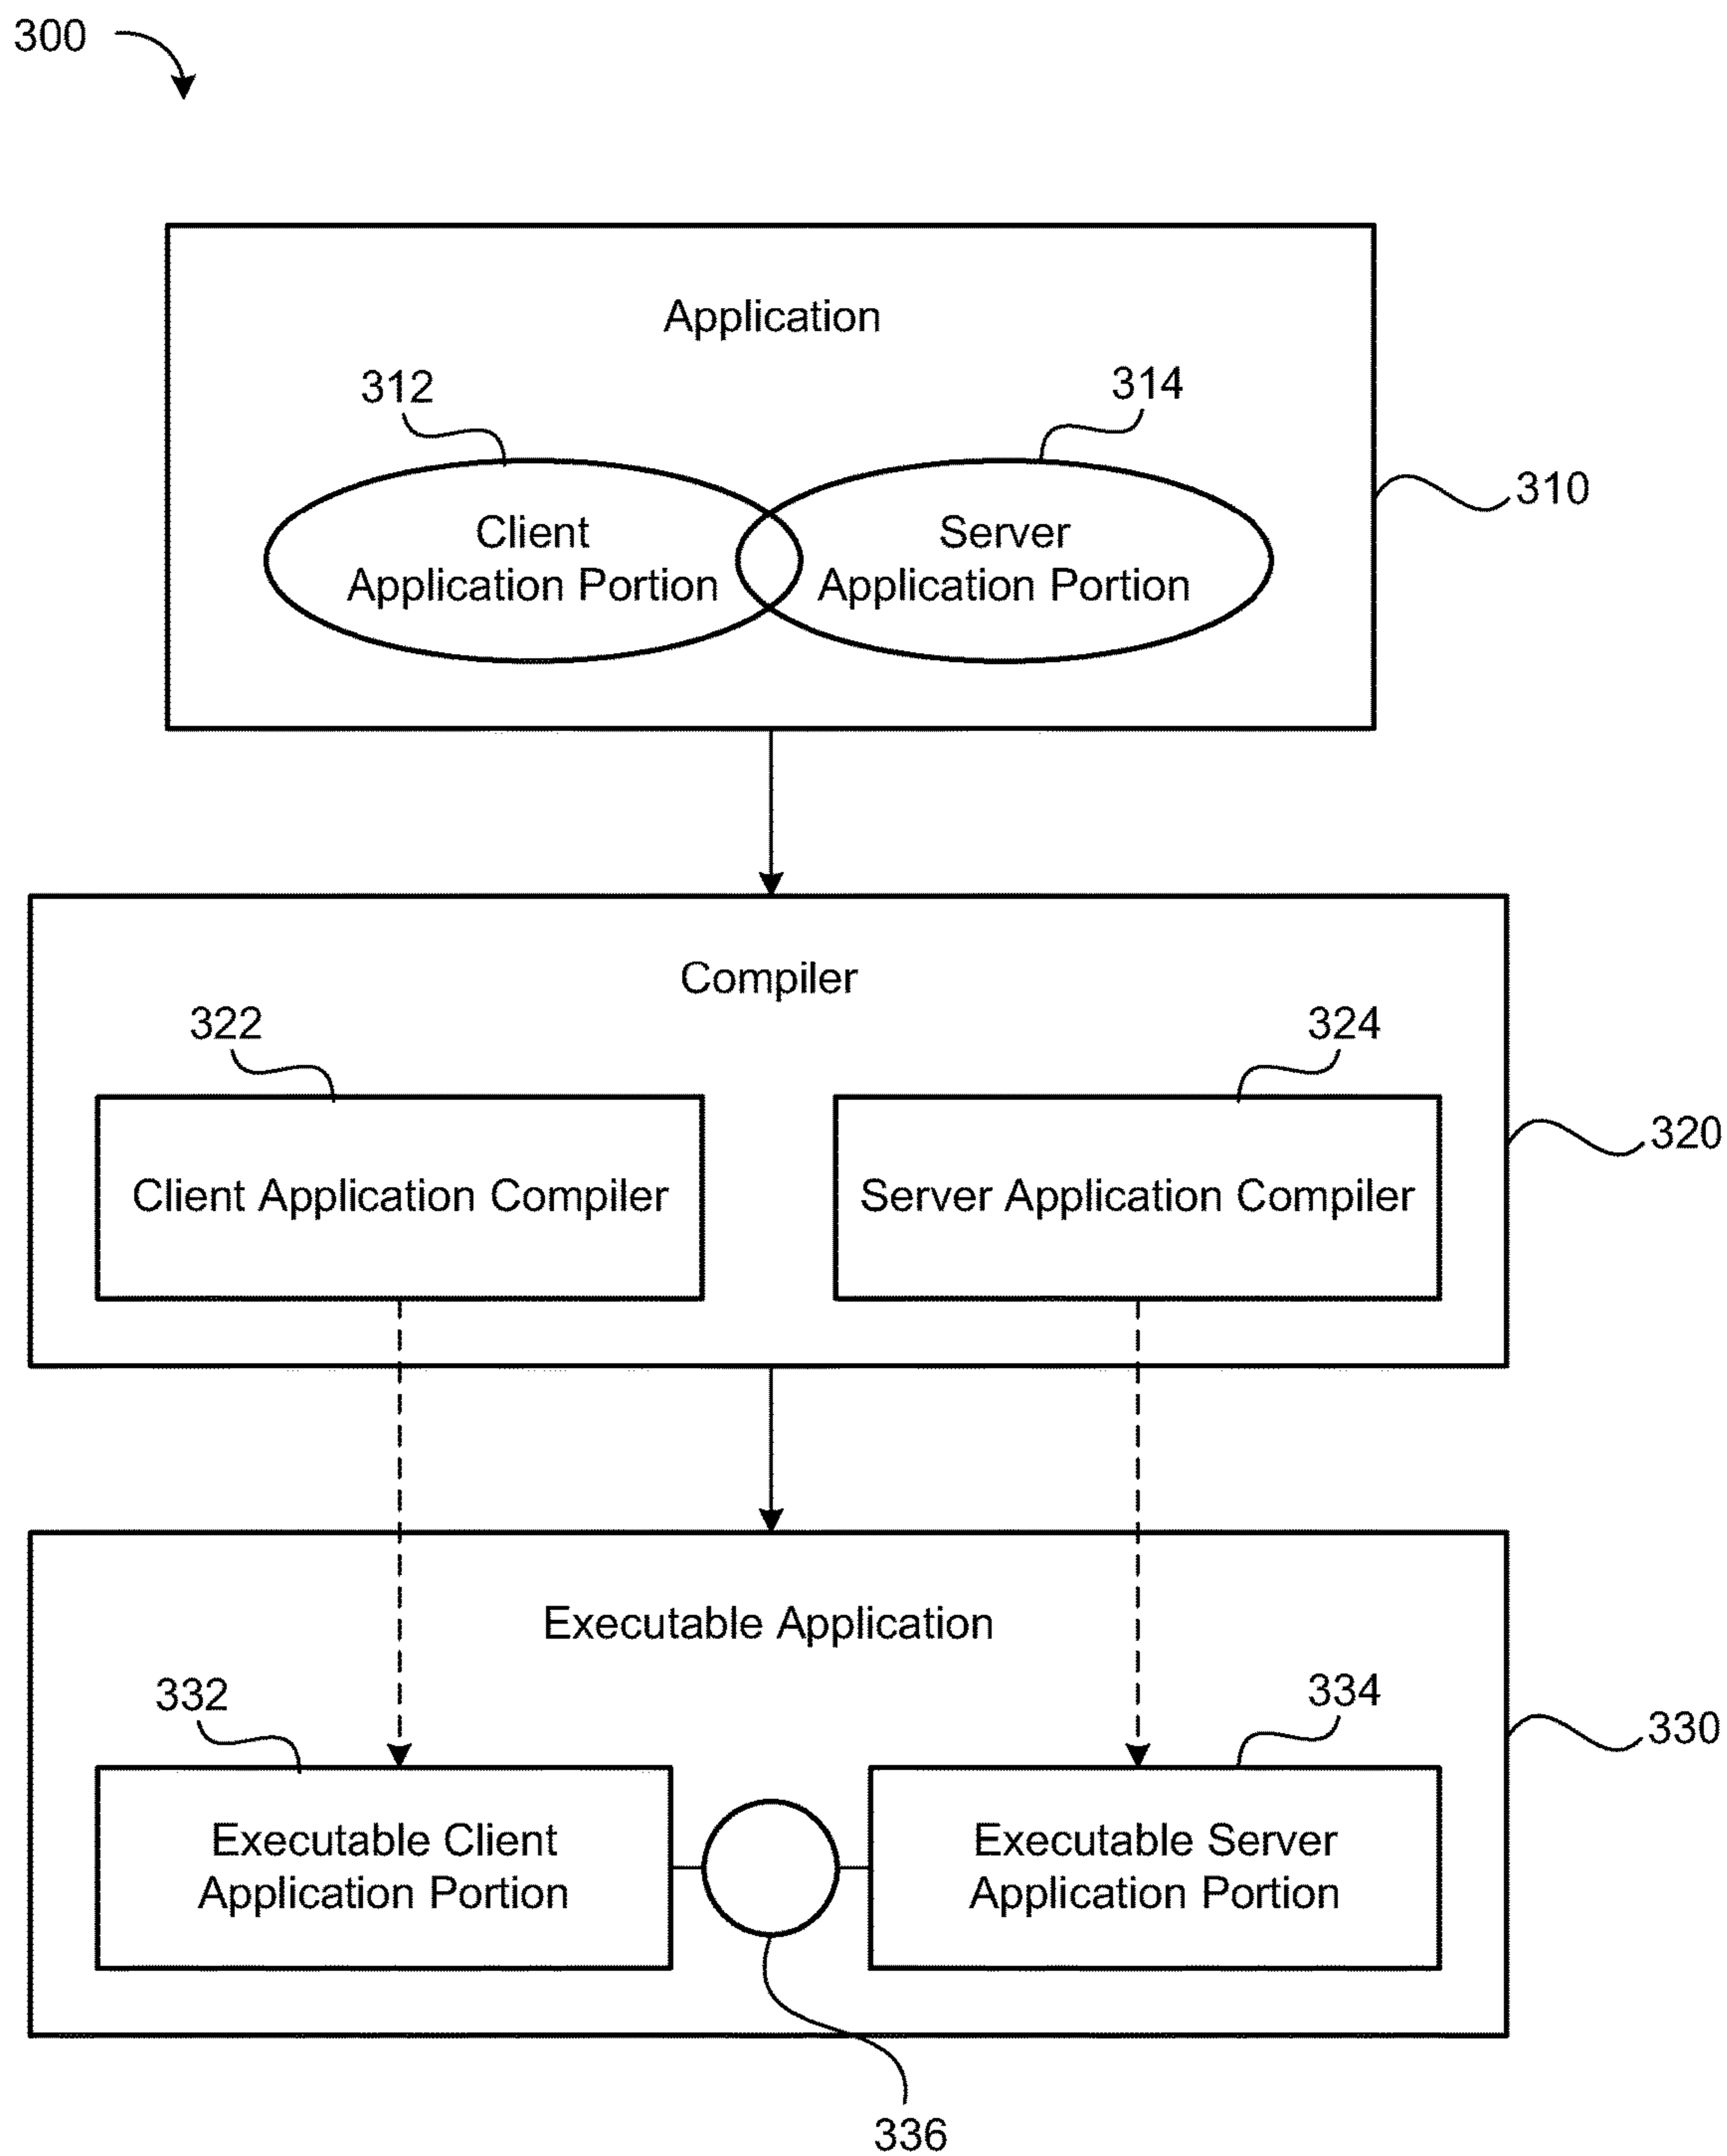 300
Application
312
314
310
Client
Application Portion
Server
Application Portion
Compiler
322
324
320
Client Application Compiler
Server Application Compiler
Executable Application
332
334
330
Executable Client
Application Portion
Executable Server
Application Portion
336